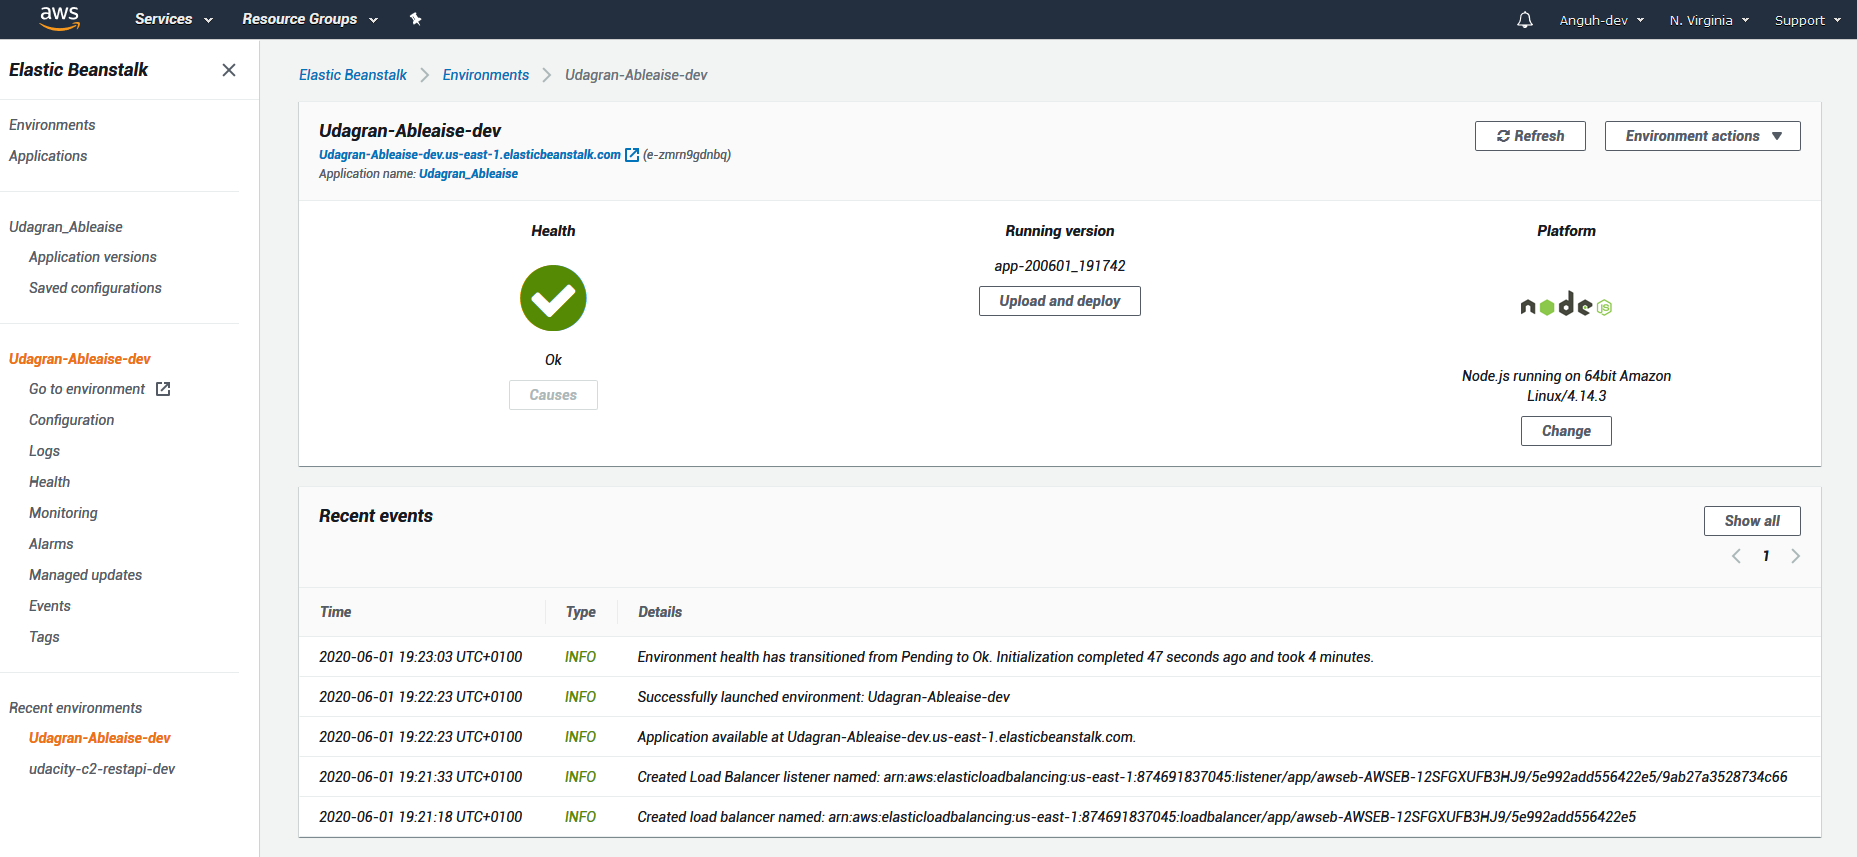 aws Services Resource Groups Anguh-dev N. Virginia Support
Elastic Beanstalk
Environments
Applications
Udagran_Ableaise
Application versions
Saved configurations
Udagran-Ableaise-dev
Go to environment
Configuration
Logs
Health
Monitoring
Alarms
Managed updates
Events
Tags
Recent environments
Udagran-Ableaise-dev
udacity-c2-restapi-dev
Elastic Beanstalk > Environments > Udagran-Ableaise-dev
Udagran-Ableaise-dev
Udagran-Ableaise-dev.us-east-1.elasticbeanstalk.com (e-zmrn9gdnbq)
Application name: Udagran_Ableaise
Refresh Environment actions
Health
Ok
Causes
Running version
app-200601_191742
Upload and deploy
Platform
node JS
Node.js running on 64bit Amazon
Linux/4.14.3
Change
Recent events
Show all
1
Time Type Details
2020-06-01 19:23:03 UTC+0100 INFO Environment health has transitioned from Pending to Ok. Initialization completed 47 seconds ago and took 4 minutes.
2020-06-01 19:22:23 UTC+0100 INFO Successfully launched environment: Udagran-Ableaise-dev
2020-06-01 19:22:23 UTC+0100 INFO Application available at Udagran-Ableaise-dev.us-east-1.elasticbeanstalk.com.
2020-06-01 19:21:33 UTC+0100 INFO Created Load Balancer listener named: arn:aws:elasticloadbalancing:us-east-1:874691837045:listener/app/awseb-AWSEB-12SFGXUFB3HJ9/5e992add556422e5/9ab27a3528734c66
2020-06-01 19:21:18 UTC+0100 INFO Created load balancer named: arn:aws:elasticloadbalancing:us-east-1:874691837045:loadbalancer/app/awseb-AWSEB-12SFGXUFB3HJ9/5e992add556422e5